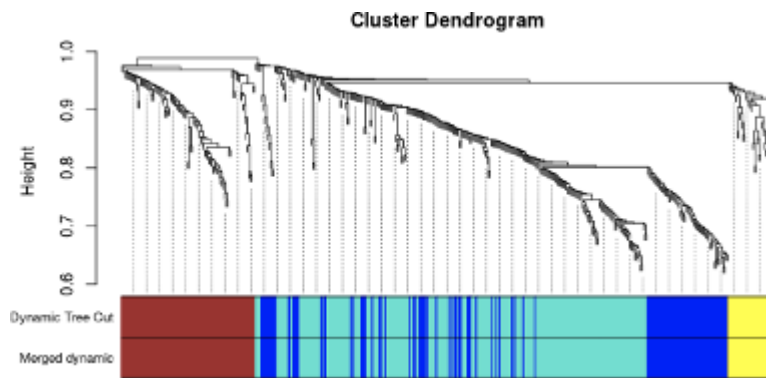 Cluster Dendrogram
Height
1.0
0.9
0.8
0.7
0.6
Dynamic Tree Cut
Merged dynamic